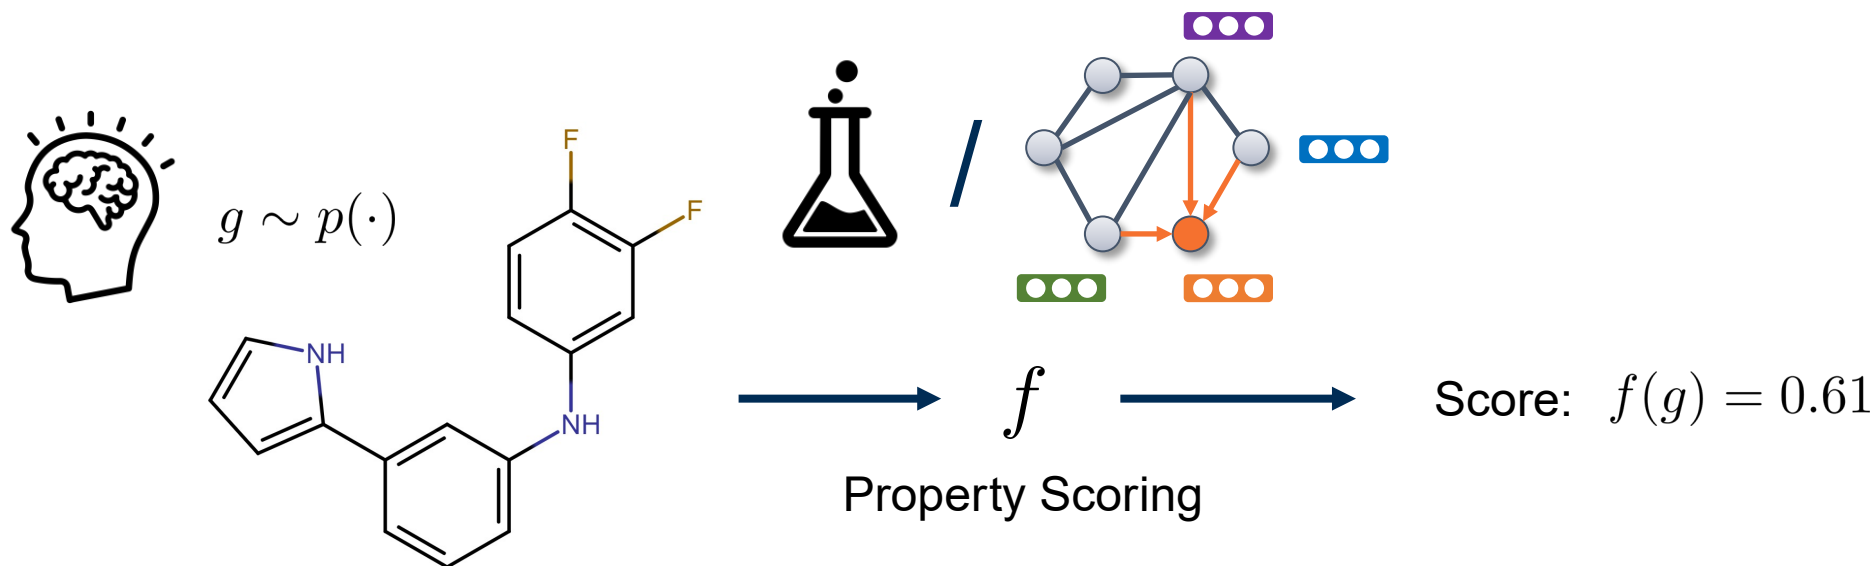 F
F
g ∼ p(·)
/
NH
NH
f
Score: f(g) = 0.61
Property Scoring